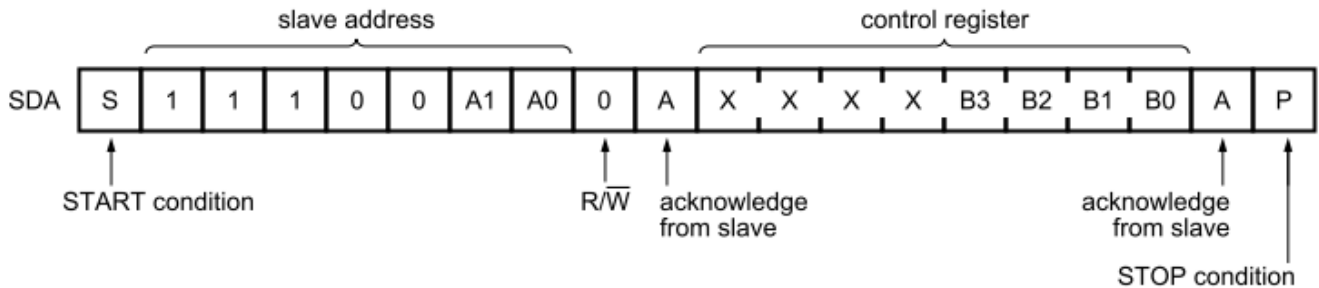 slave address control register
SDA S 1 1 1 0 0 A1 A0 0 A X X X X B3 B2 B1 B0 A P
START condition R/W̅ acknowledge from slave acknowledge from slave
STOP condition